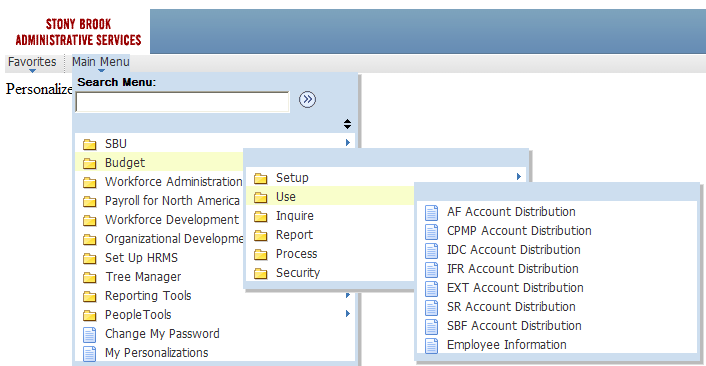 STONY BROOK
ADMINISTRATIVE SERVICES
Favorites
Main Menu
Personalize
Search Menu:
SBU
Budget
Workforce Administration
Payroll for North America
Workforce Development
Organizational Developme
Set Up HRMS
Tree Manager
Reporting Tools
PeopleTools
Change My Password
My Personalizations
Setup
Use
Inquire
Report
Process
Security
AF Account Distribution
CPMP Account Distribution
IDC Account Distribution
IFR Account Distribution
EXT Account Distribution
SR Account Distribution
SBF Account Distribution
Employee Information